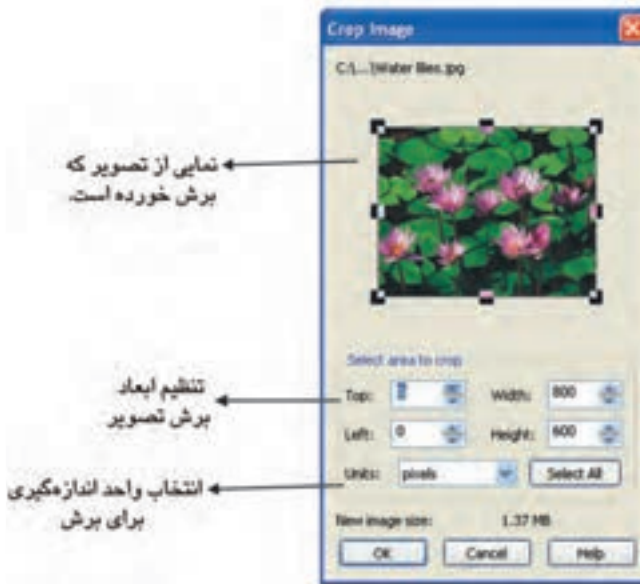 Crop Image
C:\...\Water lilies.jpg
نمایی از تصویر که
برش خورده است.
Select area to crop
تنظیم ابعاد
برش تصویر
Top:
Width: 800
Left: 0
Height: 600
انتخاب واحد اندازه‌گیری
برای برش
Units: pixels
Select All
New image size: 1.37 MB
OK
Cancel
Help